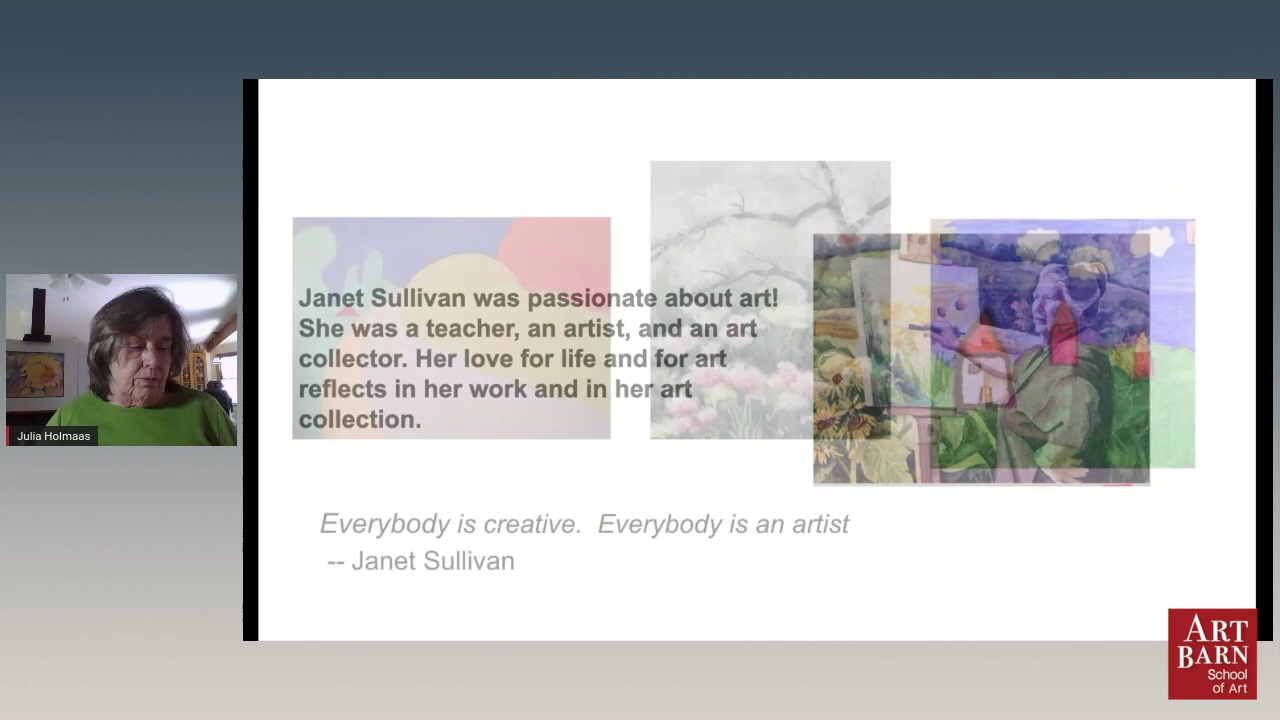 Janet Sullivan was passionate about art!
She was a teacher, an artist, and an art
collector. Her love for life and for art
reflects in her work and in her art
collection.
Everybody is creative.  Everybody is an artist
-- Janet Sullivan
Julia Holmaas
ART
BARN
School
of Art